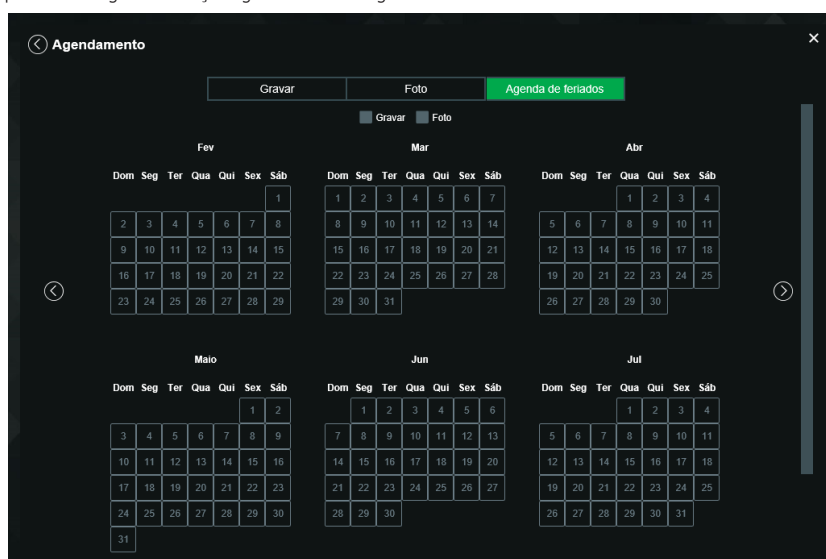 Agendamento
×
Gravar Foto Agenda de feriados
Gravar Foto
Fev Mar Abr
Dom Seg Ter Qua Qui Sex Sáb Dom Seg Ter Qua Qui Sex Sáb Dom Seg Ter Qua Qui Sex Sáb
1 1 2 3 4 5 6 7 1 2 3 4
2 3 4 5 6 7 8 8 9 10 11 12 13 14 5 6 7 8 9 10 11
9 10 11 12 13 14 15 15 16 17 18 19 20 21 12 13 14 15 16 17 18
16 17 18 19 20 21 22 22 23 24 25 26 27 28 19 20 21 22 23 24 25
23 24 25 26 27 28 29 29 30 31 26 27 28 29 30
Maio Jun Jul
Dom Seg Ter Qua Qui Sex Sáb Dom Seg Ter Qua Qui Sex Sáb Dom Seg Ter Qua Qui Sex Sáb
1 2 1 2 3 4 5 6 1 2 3 4
3 4 5 6 7 8 9 7 8 9 10 11 12 13 5 6 7 8 9 10 11
10 11 12 13 14 15 16 14 15 16 17 18 19 20 12 13 14 15 16 17 18
17 18 19 20 21 22 23 21 22 23 24 25 26 27 19 20 21 22 23 24 25
24 25 26 27 28 29 30 28 29 30 26 27 28 29 30 31
31